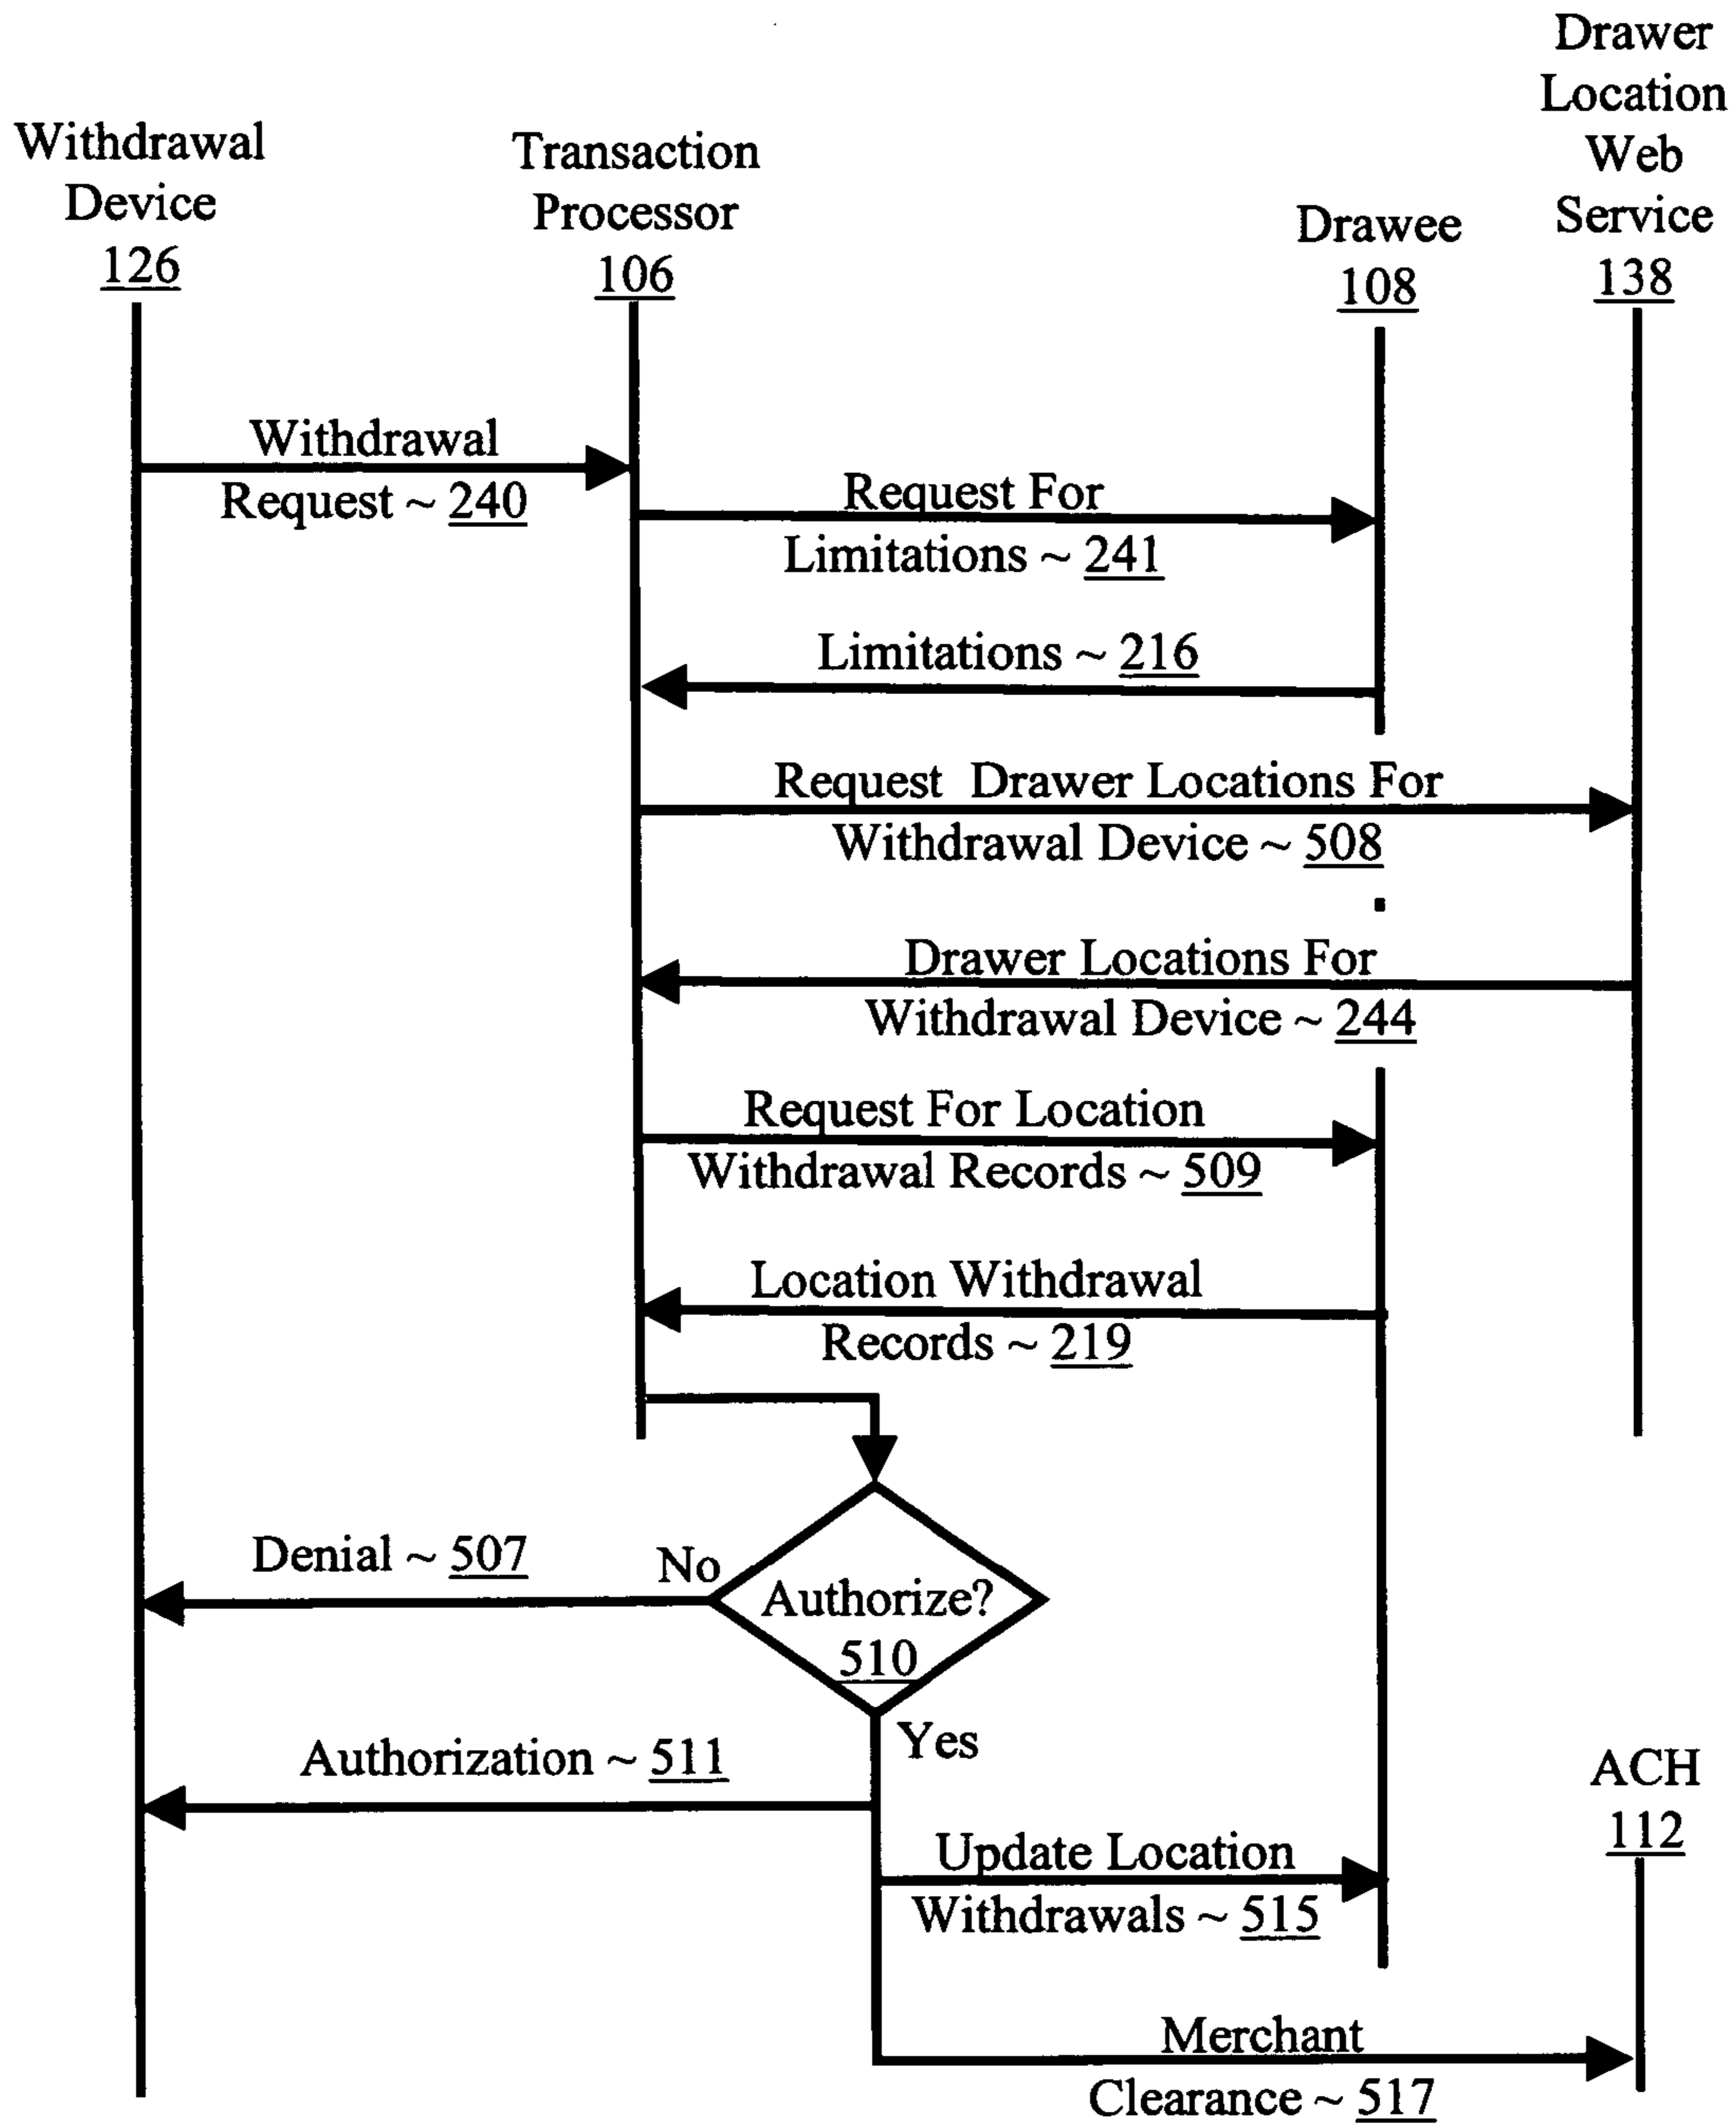 Drawer
Location
Web
Service
138
Withdrawal
Device
126
Transaction
Processor
106
Drawee
108
Withdrawal
Request ~ 240
Request For
Limitations ~ 241
Limitations ~ 216
Request Drawer Locations For
Withdrawal Device ~ 508
Drawer Locations For
Withdrawal Device ~ 244
Request For Location
Withdrawal Records ~ 509
Location Withdrawal
Records ~ 219
Denial ~ 507
No
Authorize?
510
Yes
Authorization ~ 511
ACH
112
Update Location
Withdrawals ~ 515
Merchant
Clearance ~ 517